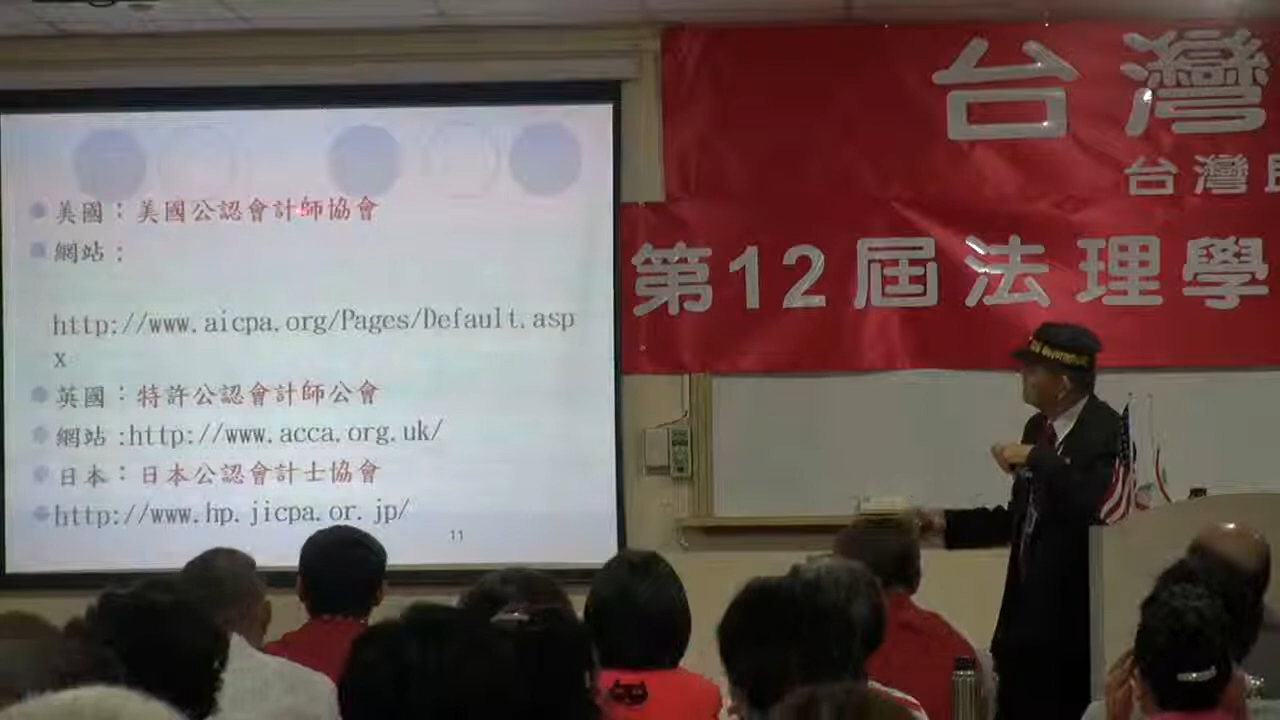 美國：美國公認會計師協會
網站：
http://www.aicpa.org/Pages/Default.asp
x
英國：特許公認會計師公會
網站:http://www.acca.org.uk/
日本：日本公認會計士協會
http://www.hp.jicpa.or.jp/
11
台灣
台灣
第12屆法理學